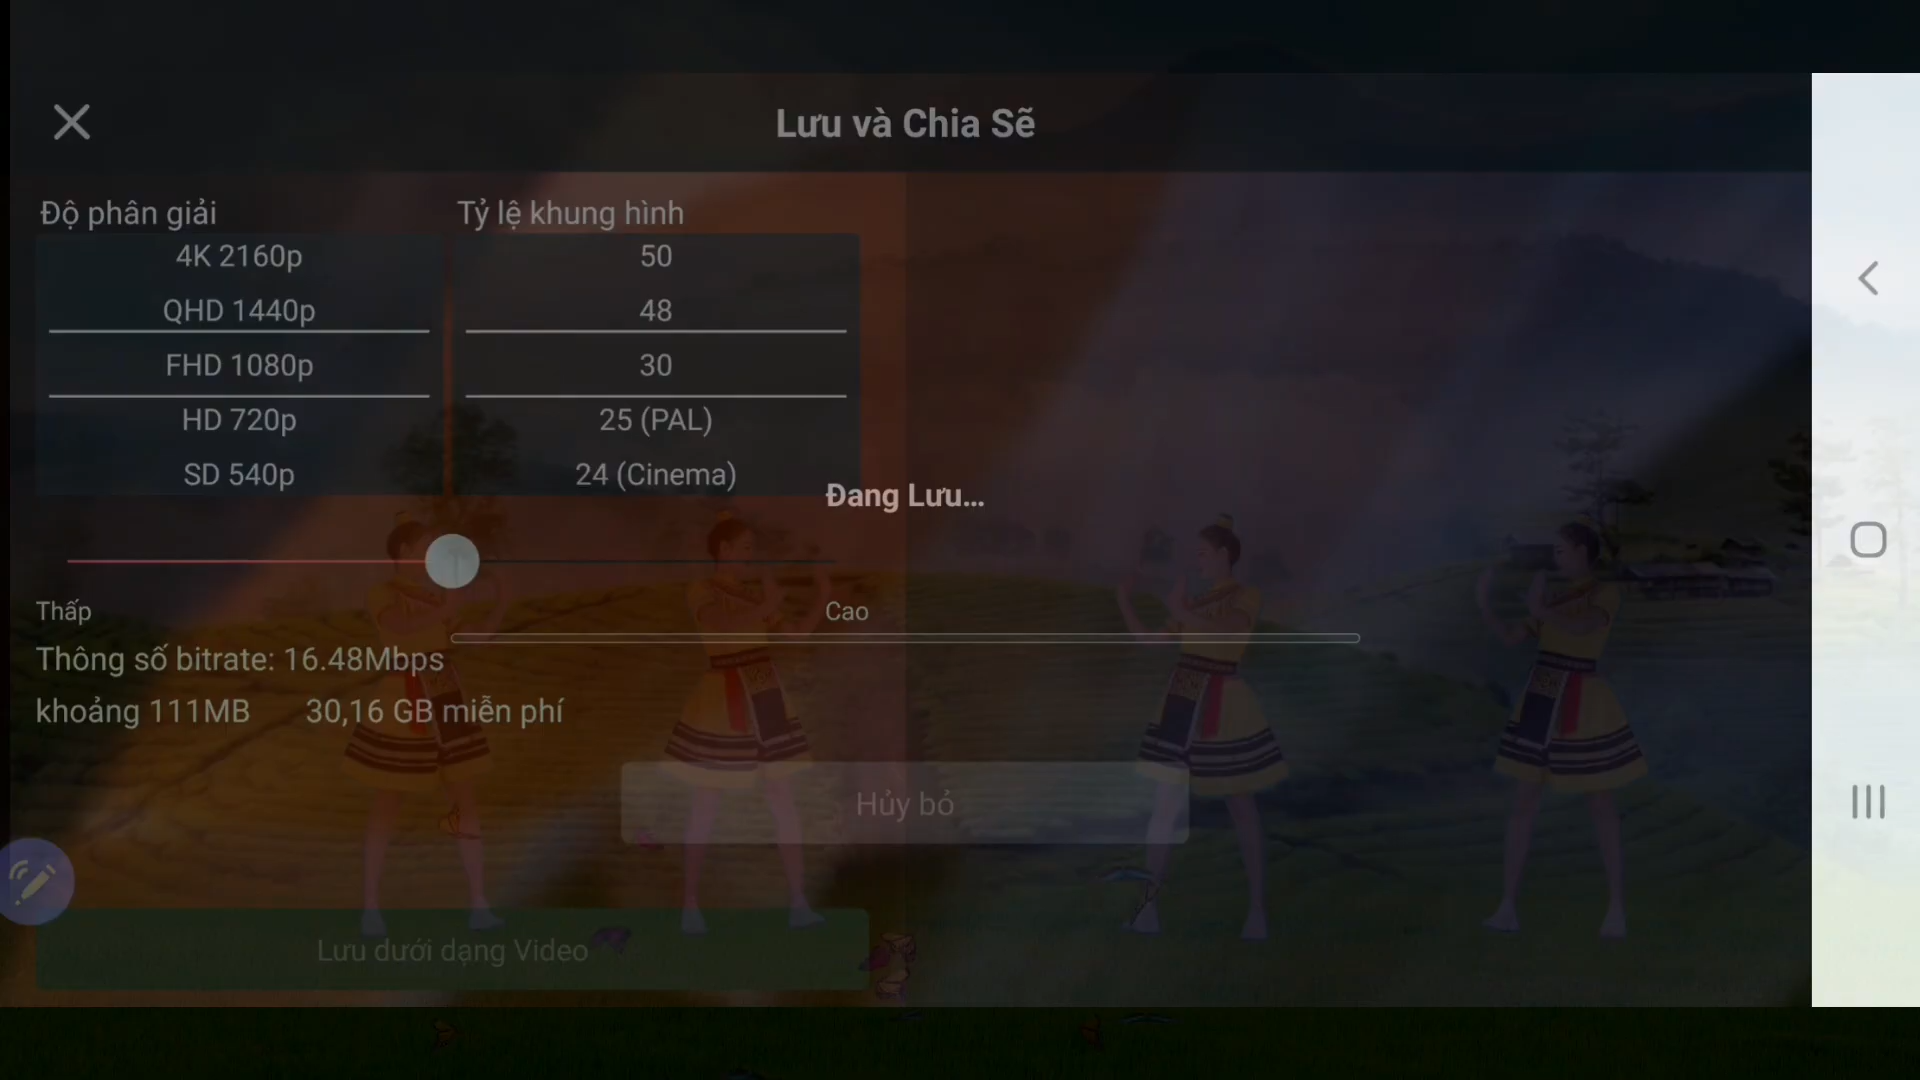 Lưu và Chia Sẽ
Độ phân giải
Tỷ lệ khung hình
4K 2160p
50
QHD 1440p
48
FHD 1080p
30
HD 720p
25 (PAL)
SD 540p
24 (Cinema)
Đang Lưu...
Thấp
Cao
Thông số bitrate: 16.48Mbps
khoảng 111MB
30,16 GB miễn phí
Hủy bỏ
Lưu dưới dạng Video